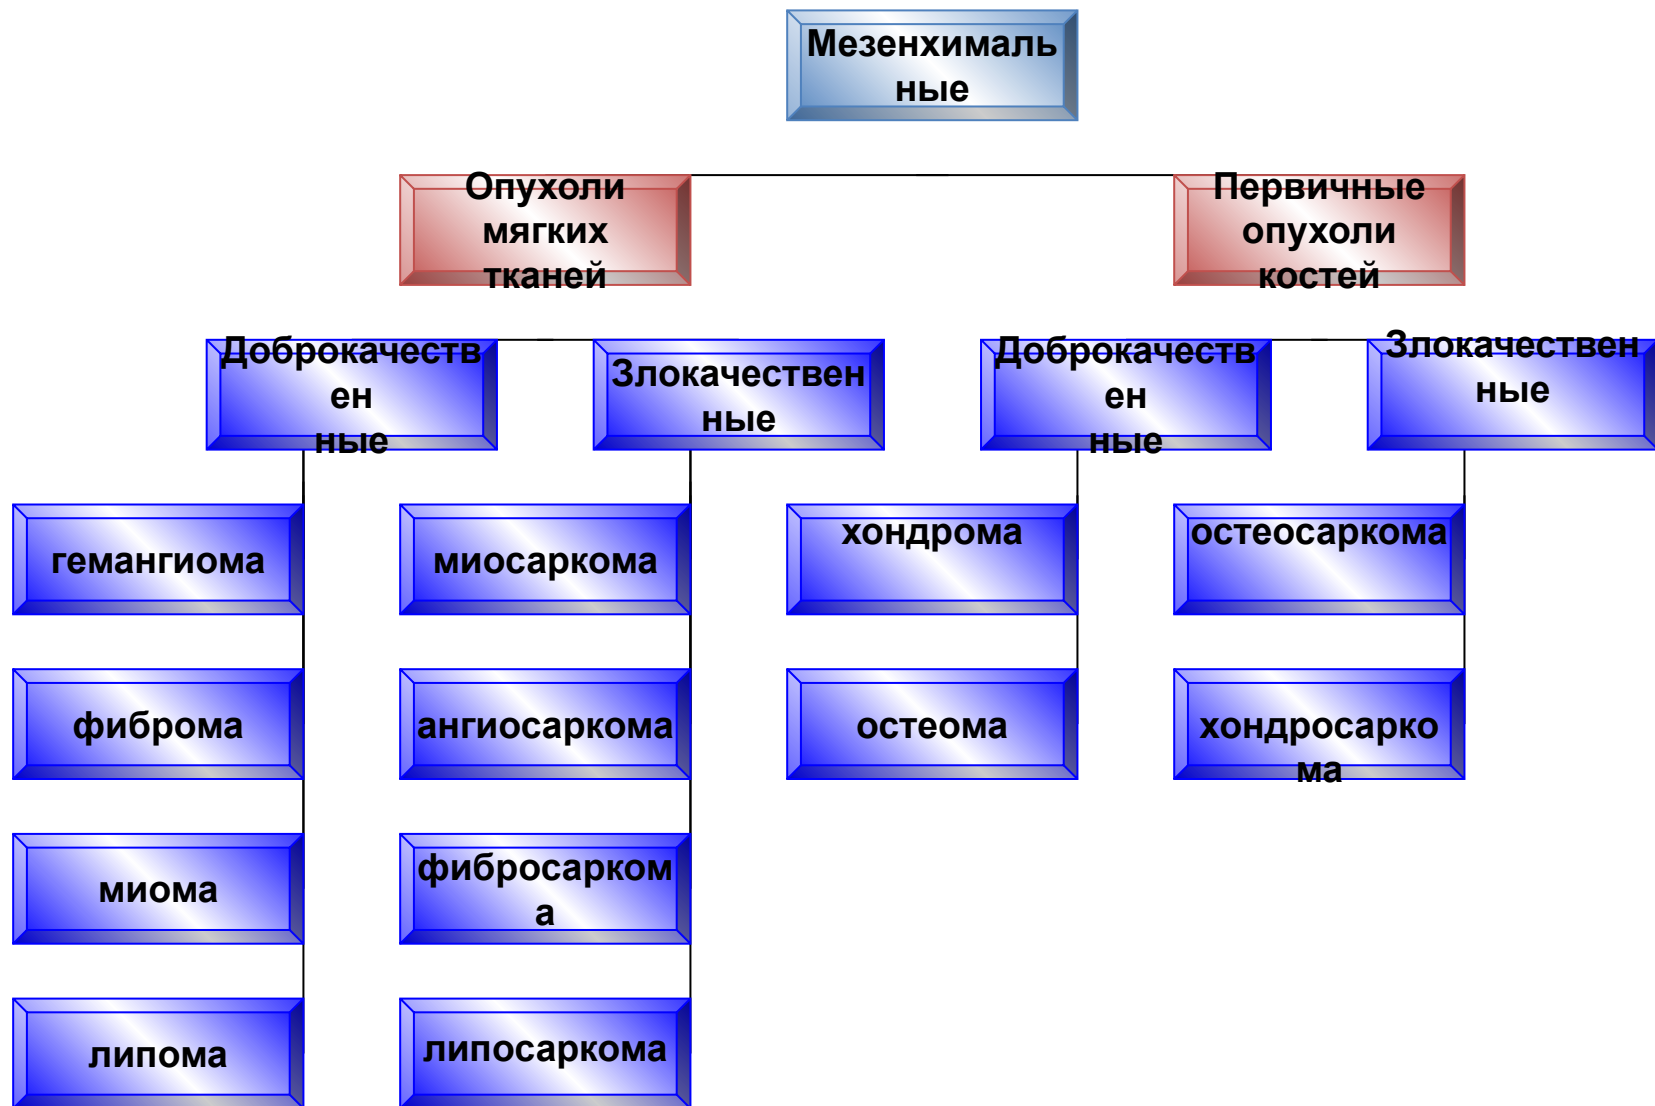 Мезенхималь
ные
Опухоли
мягких
тканей
Первичные
опухоли
костей
Доброкачеств
ен
ные
Злокачествен
ные
Доброкачеств
ен
ные
Злокачествен
ные
гемангиома
миосаркома
хондрома
остеосаркома
фиброма
ангиосаркома
остеома
хондросарко
ма
миома
фибросарком
а
липома
липосаркома